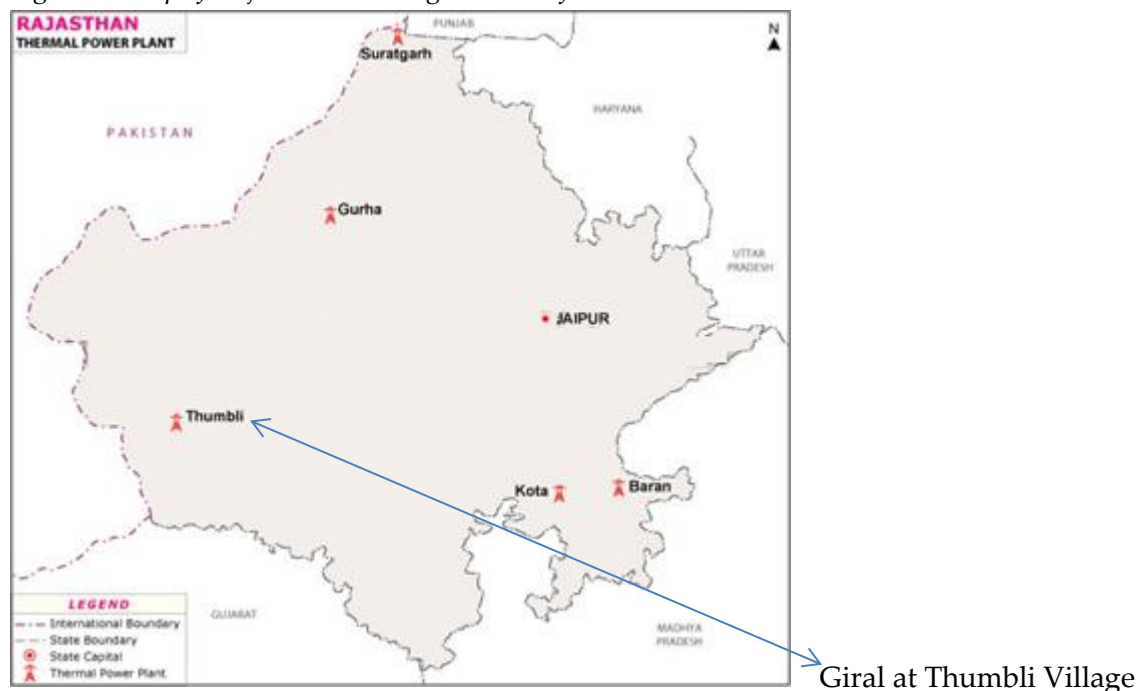 RAJASTHAN
THERMAL POWER PLANT
PUNJAB
N
Suratgarh
HARYANA
PAKISTAN
Gurha
UTTAR
PRADESH
JAIPUR
Thumbli
Kota
Baran
LEGEND
International Boundary
State Boundary
State Capital
Thermal Power Plant
GUJARAT
MADHYA
PRADESH
Giral at Thumbli Village